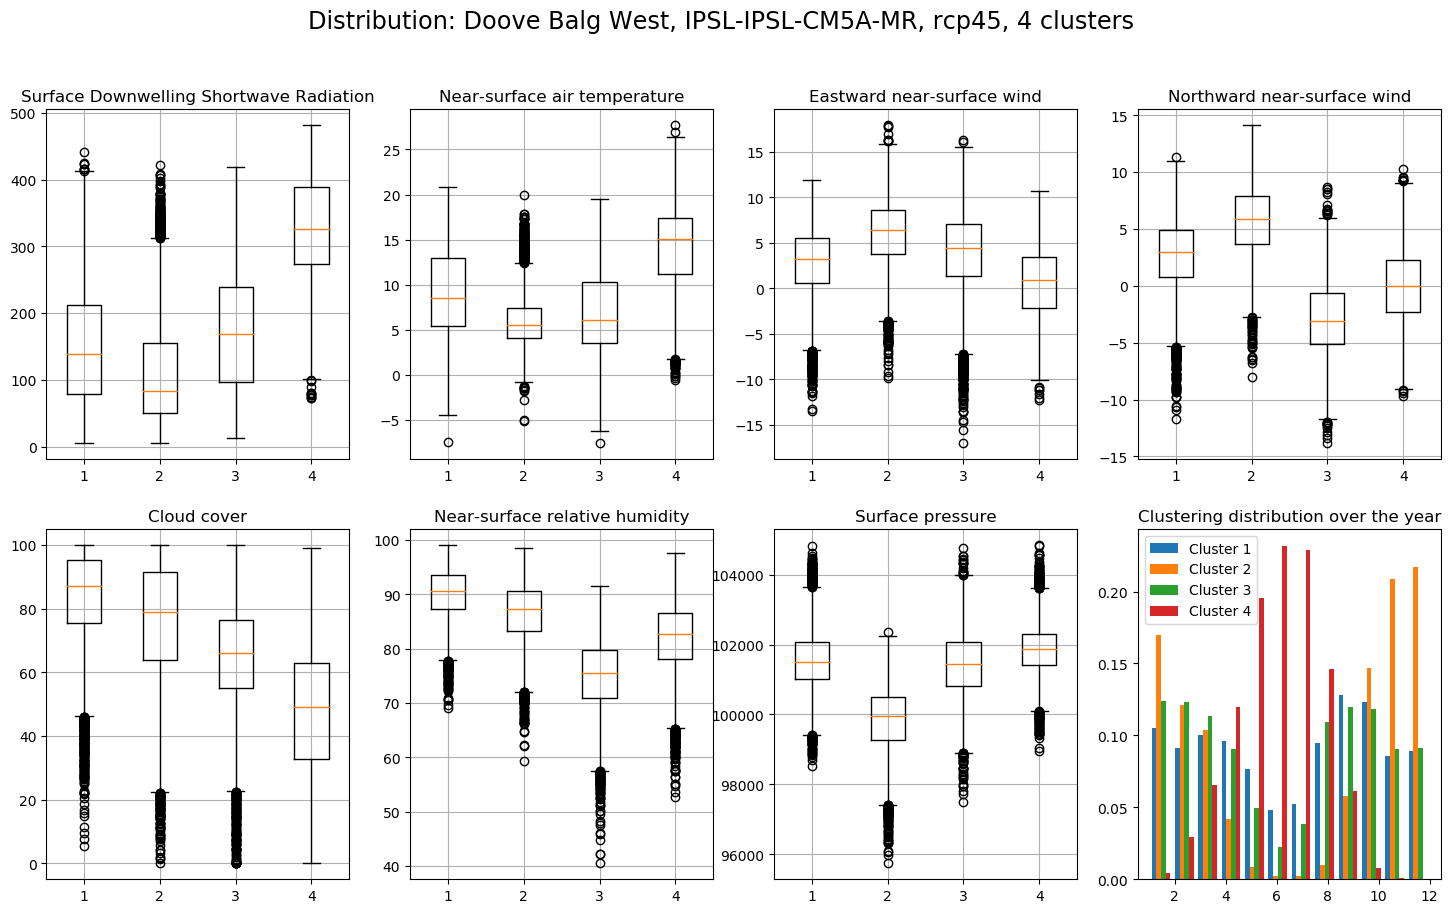 Distribution: Doove Balg West, IPSL-IPSL-CM5A-MR, rcp45, 4 clusters
Surface Downwelling Shortwave Radiation
500
400
300
200
100
0
1 2 3 4
Near-surface air temperature
25
20
15
10
5
0
−5
1 2 3 4
Eastward near-surface wind
15
10
5
0
−5
−10
−15
1 2 3 4
Northward near-surface wind
15
10
5
0
−5
−10
−15
1 2 3 4
Cloud cover
100
80
60
40
20
0
1 2 3 4
Near-surface relative humidity
100
90
80
70
60
50
40
1 2 3 4
Surface pressure
104000
102000
100000
98000
96000
1 2 3 4
Clustering distribution over the year
Cluster 1
Cluster 2
Cluster 3
Cluster 4
0.20
0.15
0.10
0.05
0.00
2 4 6 8 10 12